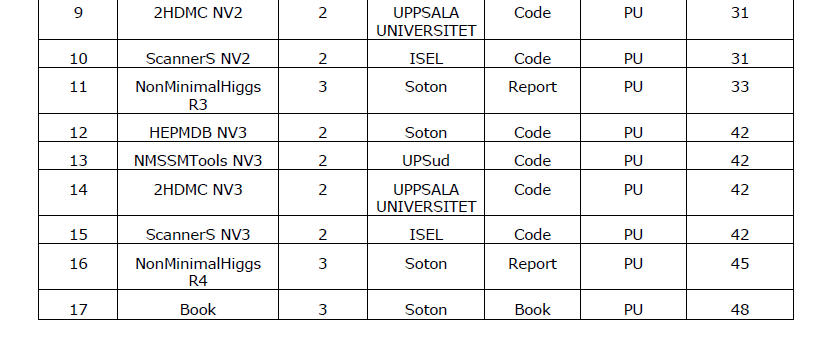 9 2HDMC NV2 2 UPPSALA UNIVERSITET Code PU 31
10 ScannerS NV2 2 ISEL Code PU 31
11 NonMinimalHiggs R3 3 Soton Report PU 33
12 HEPMDB NV3 2 Soton Code PU 42
13 NMSSMTools NV3 2 UPSud Code PU 42
14 2HDMC NV3 2 UPPSALA UNIVERSITET Code PU 42
15 ScannerS NV3 2 ISEL Code PU 42
16 NonMinimalHiggs R4 3 Soton Report PU 45
17 Book 3 Soton Book PU 48